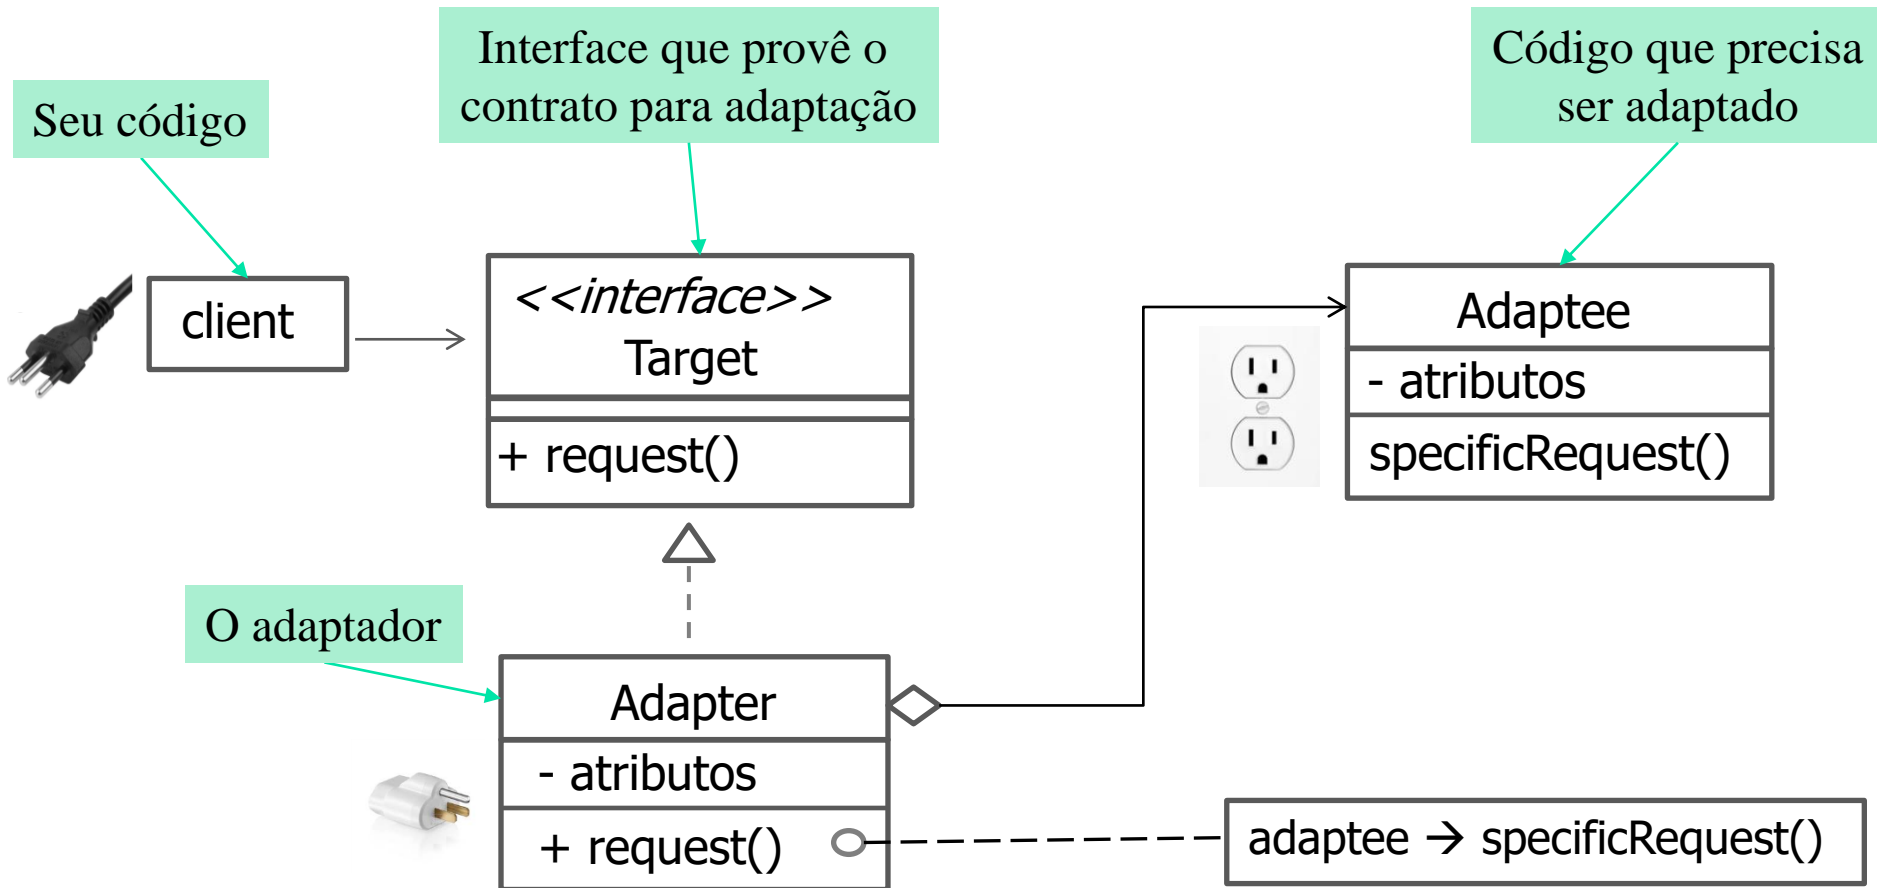 Interface que provê o
contrato para adaptação
Código que precisa
ser adaptado
Seu código
client
<<interface>>
Target
+ request()
Adaptee
- atributos
specificRequest()
O adaptador
Adapter
- atributos
+ request()
adaptee → specificRequest()